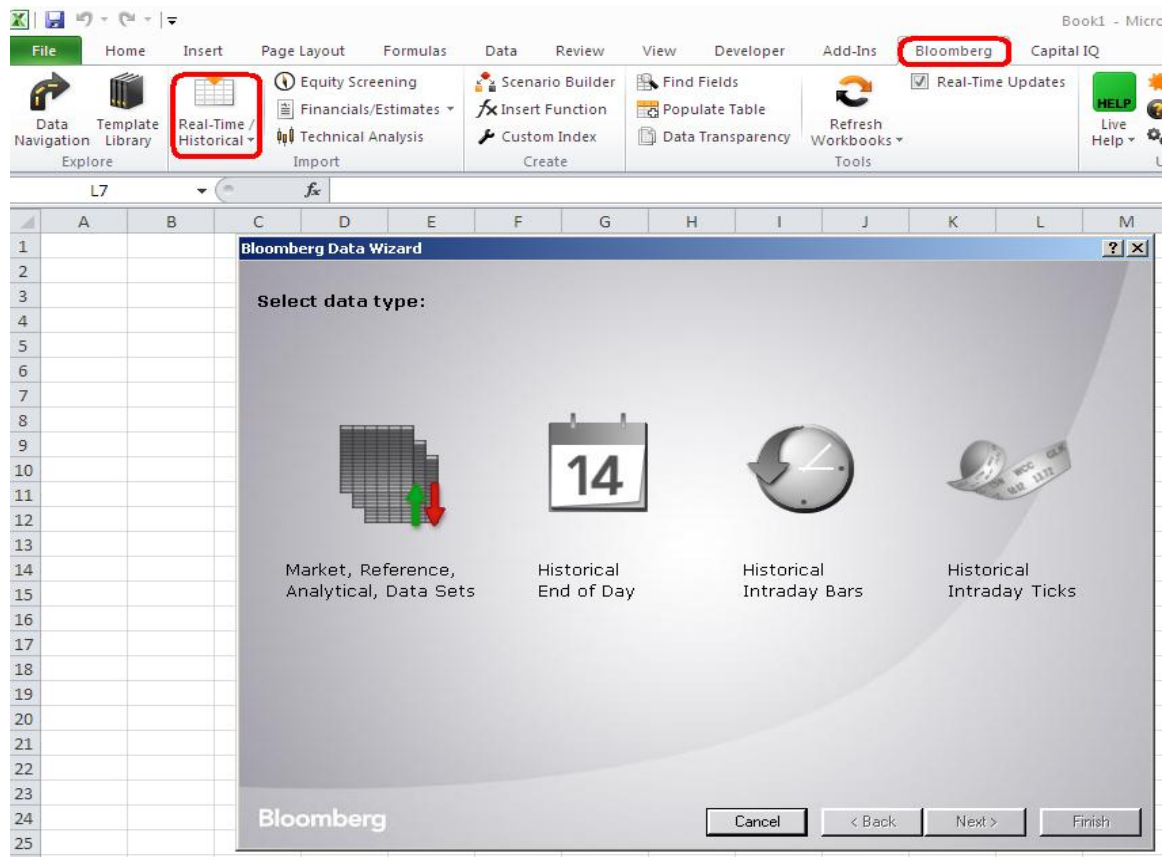 Book1 - Micro
File Home Insert Page Layout Formulas Data Review View Developer Add-Ins Bloomberg Capital IQ
Equity Screening Scenario Builder Find Fields Real-Time Updates
Financials/Estimates fx Insert Function Populate Table HELP
Data Navigation Template Library Real-Time / Historical Technical Analysis Custom Index Data Transparency Refresh Workbooks Live Help
Explore Import Create Tools
L7 fx
A B C D E F G H I J K L M
1 Bloomberg Data Wizard
2
3 Select data type:
4
5
6
7
8
9
10 14
11
12
13
14 Market, Reference, Historical Historical Historical
15 Analytical, Data Sets End of Day Intraday Bars Intraday Ticks
16
17
18
19
20
21
22
23
24 Bloomberg Cancel < Back Next > Finish
25